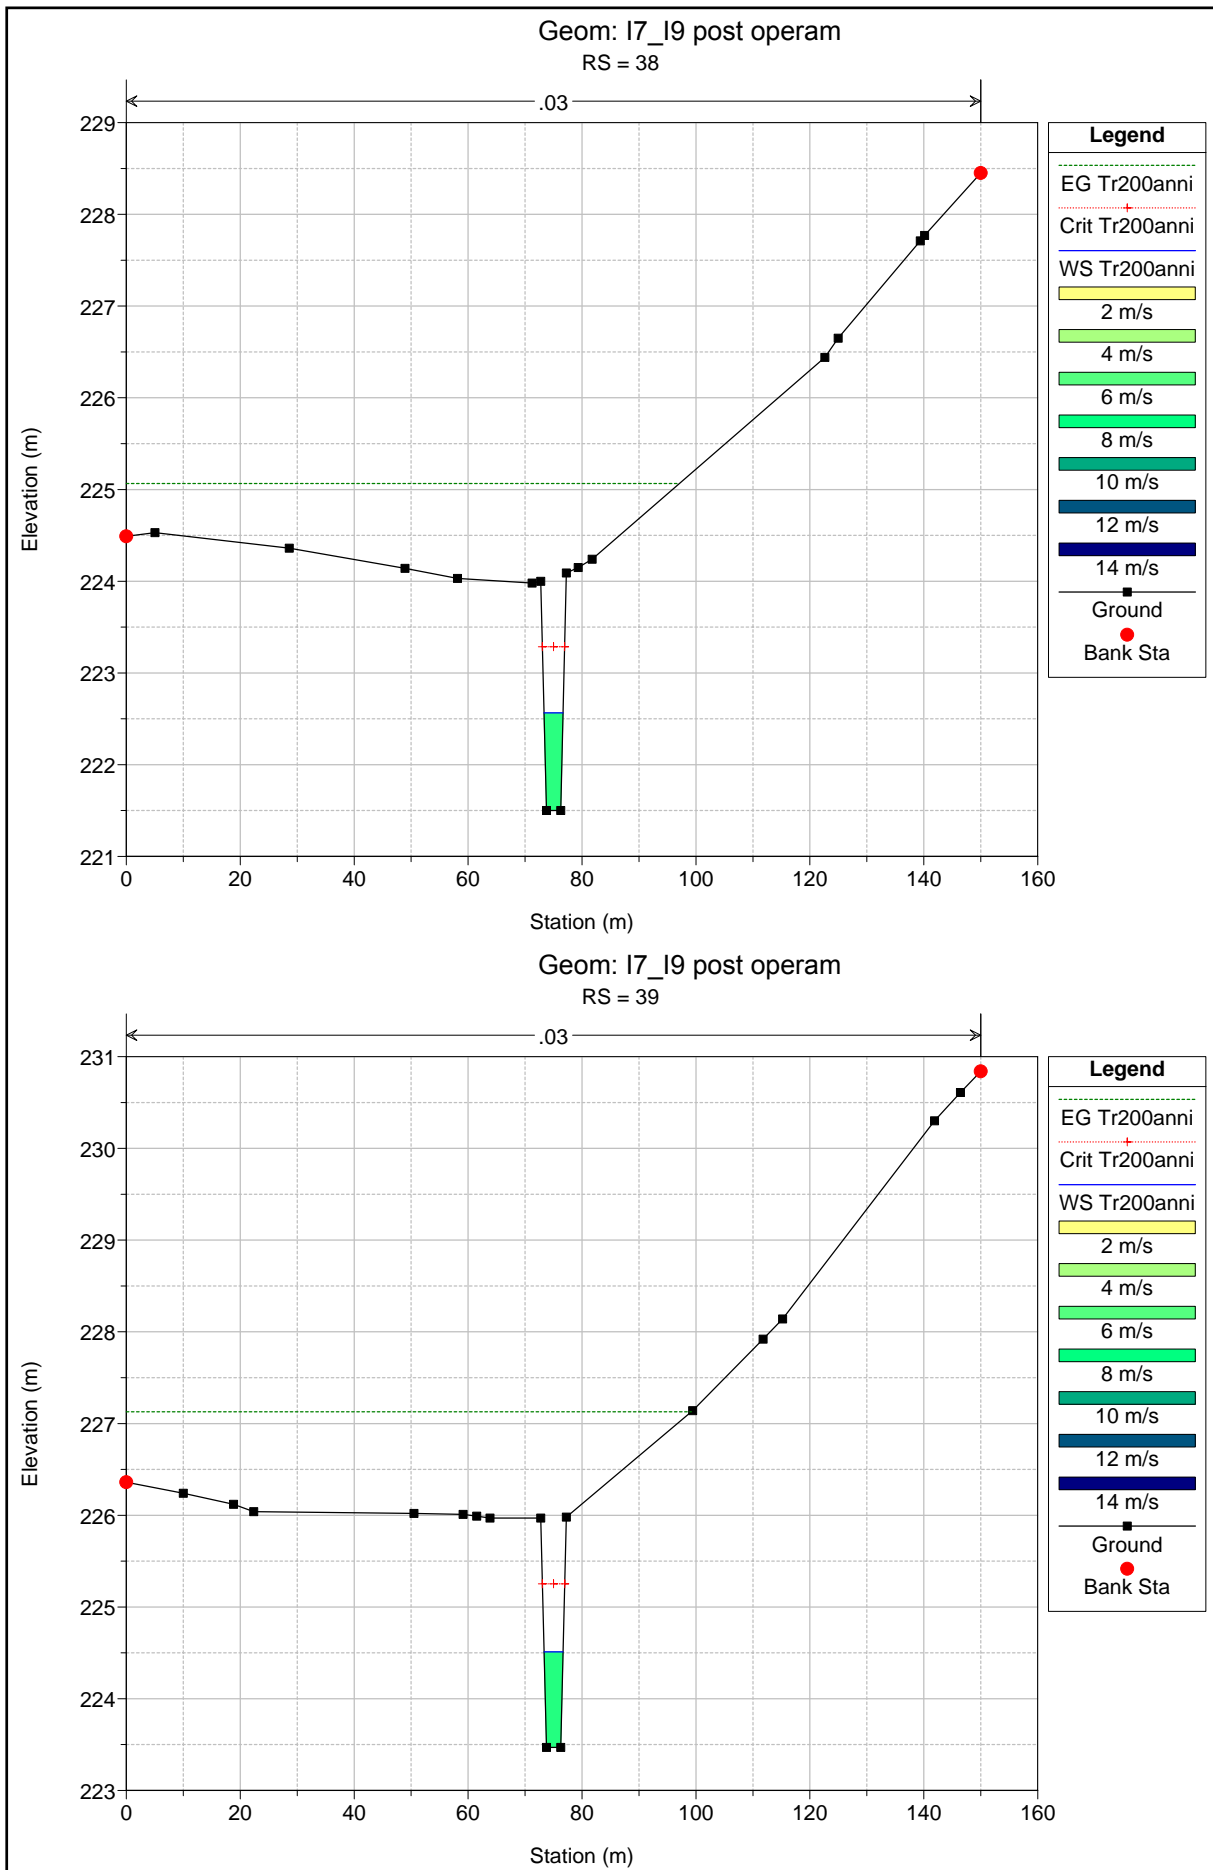 Geom: I7_I9 post operam
RS = 38
.03
229
228
227
226
225
224
223
222
221
Elevation (m)
0 20 40 60 80 100 120 140 160
Station (m)
Legend
EG Tr200anni
Crit Tr200anni
WS Tr200anni
2 m/s
4 m/s
6 m/s
8 m/s
10 m/s
12 m/s
14 m/s
Ground
Bank Sta
Geom: I7_I9 post operam
RS = 39
.03
231
230
229
228
227
226
225
224
223
Elevation (m)
0 20 40 60 80 100 120 140 160
Station (m)
Legend
EG Tr200anni
Crit Tr200anni
WS Tr200anni
2 m/s
4 m/s
6 m/s
8 m/s
10 m/s
12 m/s
14 m/s
Ground
Bank Sta